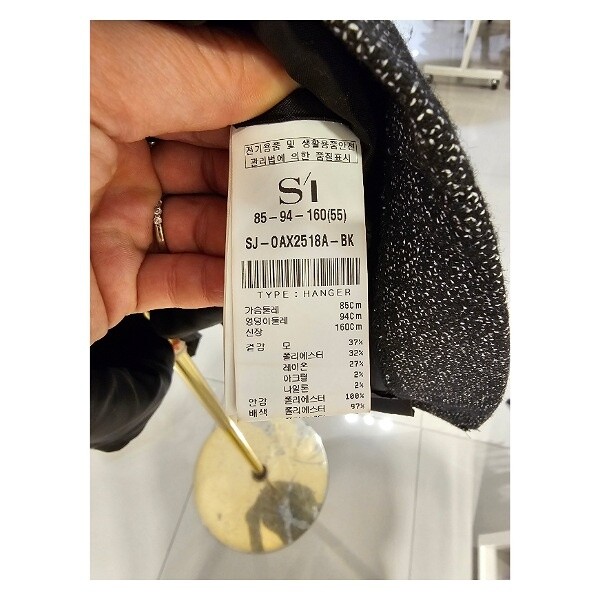 전기용품 및 생활용품안전
관리법에 의한 품질표시
S/I
85-94-160(55)
SJ-0AX2518A-BK
TYPE : HANGER
가슴둘레 85Cm
엉덩이둘레 94Cm
신장 160Cm
겉감 모 37%
폴리에스터 32%
레이온 27%
아크릴 2%
나일론 2%
안감 폴리에스터 100%
배색 폴리에스터 97%